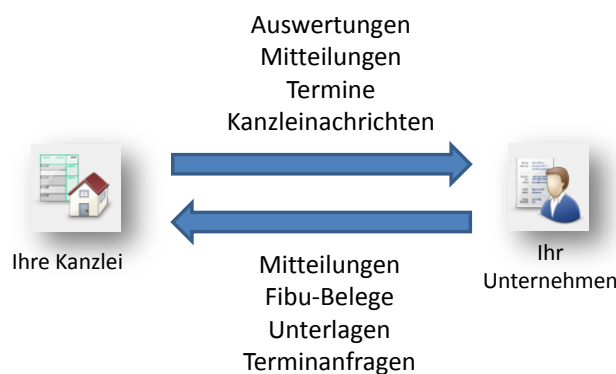 Auswertungen
Mitteilungen
Termine
Kanzleinachrichten
Ihre Kanzlei
Ihr
Unternehmen
Mitteilungen
Fibu-Belege
Unterlagen
Terminanfragen